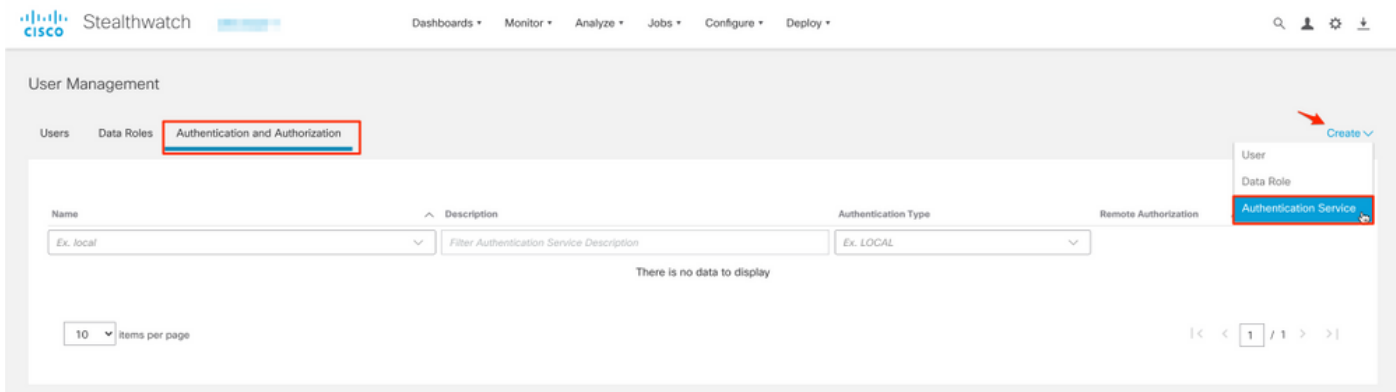 CISCO
Stealthwatch
Dashboards Monitor Analyze Jobs Configure Deploy
User Management
Users Data Roles Authentication and Authorization
Create
User
Data Role
Authentication Service
Name Description Authentication Type Remote Authorization
Ex. local Filter Authentication Service Description Ex. LOCAL
There is no data to display
10 items per page
1 / 1